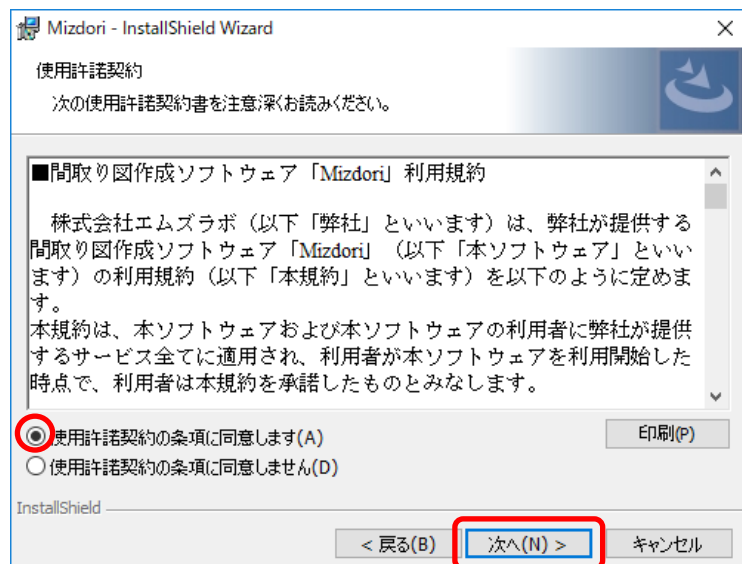 Mizdori - InstallShield Wizard
使用許諾契約
次の使用許諾契約書を注意深くお読みください。
■間取り図作成ソフトウェア「Mizdori」利用規約
株式会社エムズラボ（以下「弊社」といいます）は、弊社が提供する
間取り図作成ソフトウェア「Mizdori」（以下「本ソフトウェア」といい
ます）の利用規約（以下「本規約」といいます）を以下のように定めま
す。
本規約は、本ソフトウェアおよび本ソフトウェアの利用者に弊社が提供
するサービス全てに適用され、利用者が本ソフトウェアを利用開始した
時点で、利用者は本規約を承諾したものとみなします。
使用許諾契約の条項に同意します(A)
印刷(P)
使用許諾契約の条項に同意しません(D)
InstallShield
< 戻る(B)
次へ(N) >
キャンセル